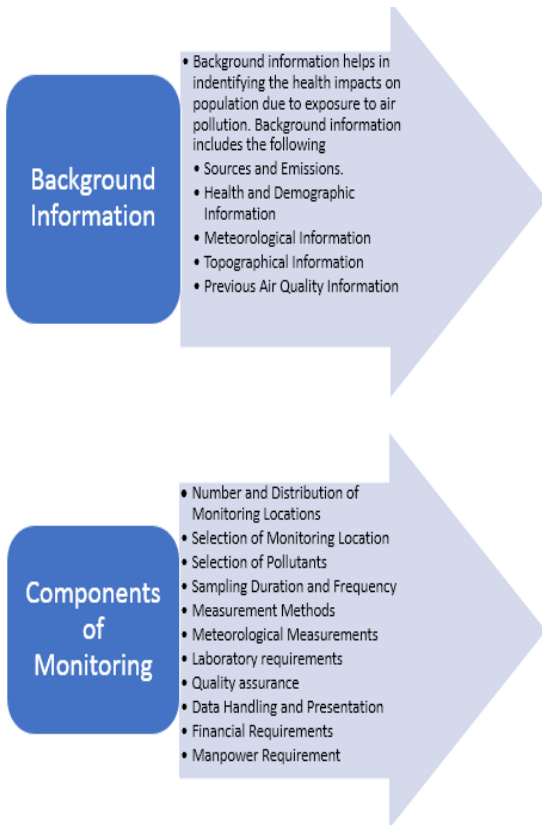 Background
Information
• Background information helps in
indentifying the health impacts on
population due to exposure to air
pollution. Background information
includes the following
• Sources and Emissions.
• Health and Demographic
Information
• Meteorological Information
• Topographical Information
• Previous Air Quality Information
Components
of
Monitoring
• Number and Distribution of
Monitoring Locations
• Selection of Monitoring Location
• Selection of Pollutants
• Sampling Duration and Frequency
• Measurement Methods
• Meteorological Measurements
• Laboratory requirements
• Quality assurance
• Data Handling and Presentation
• Financial Requirements
• Manpower Requirement